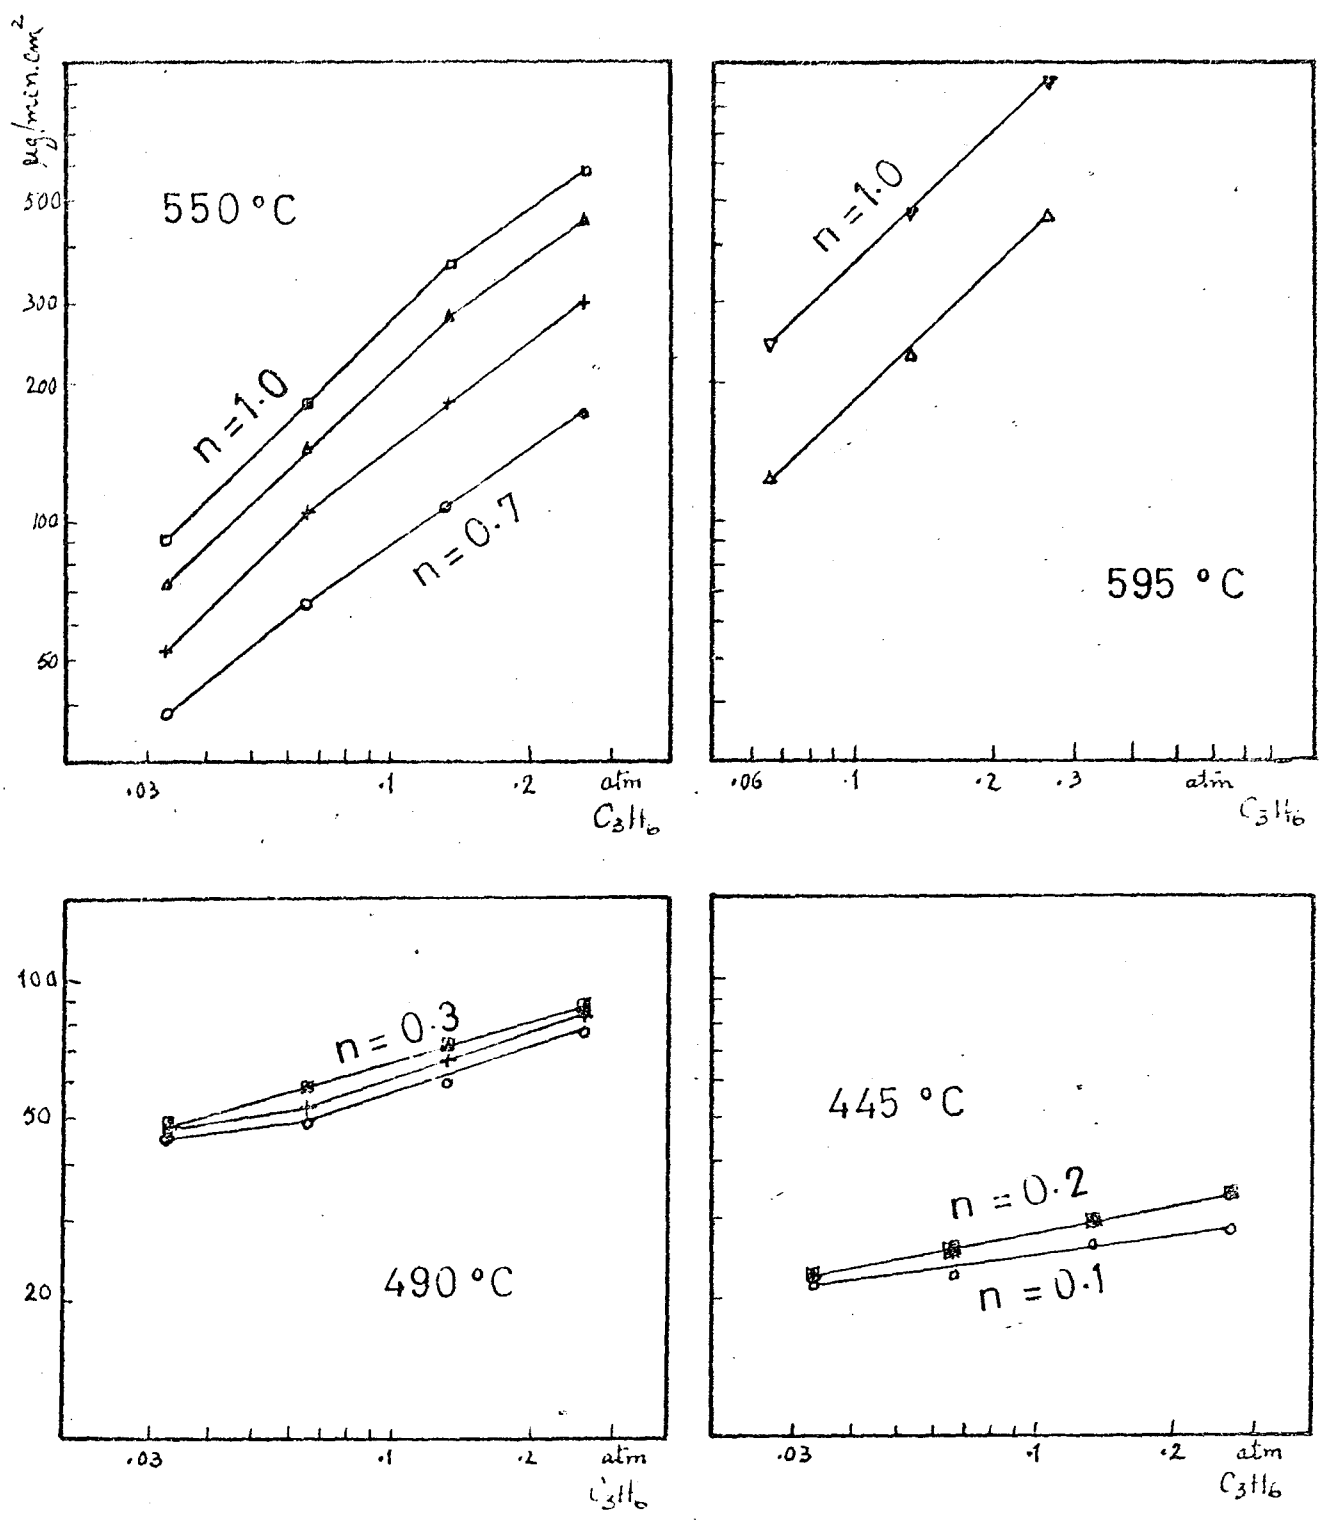 µg/min.cm²
500
300
200
100
50
550 °C
n = 1.0
n = 0.7
.03 .1 .2 atm
C₃H₆
n = 1.0
595 °C
.06 .1 .2 .3 atm
C₃H₆
100
50
20
n = 0.3
490 °C
.03 .1 .2 atm
C₃H₆
445 °C
n = 0.2
n = 0.1
.03 .1 .2 atm
C₃H₆